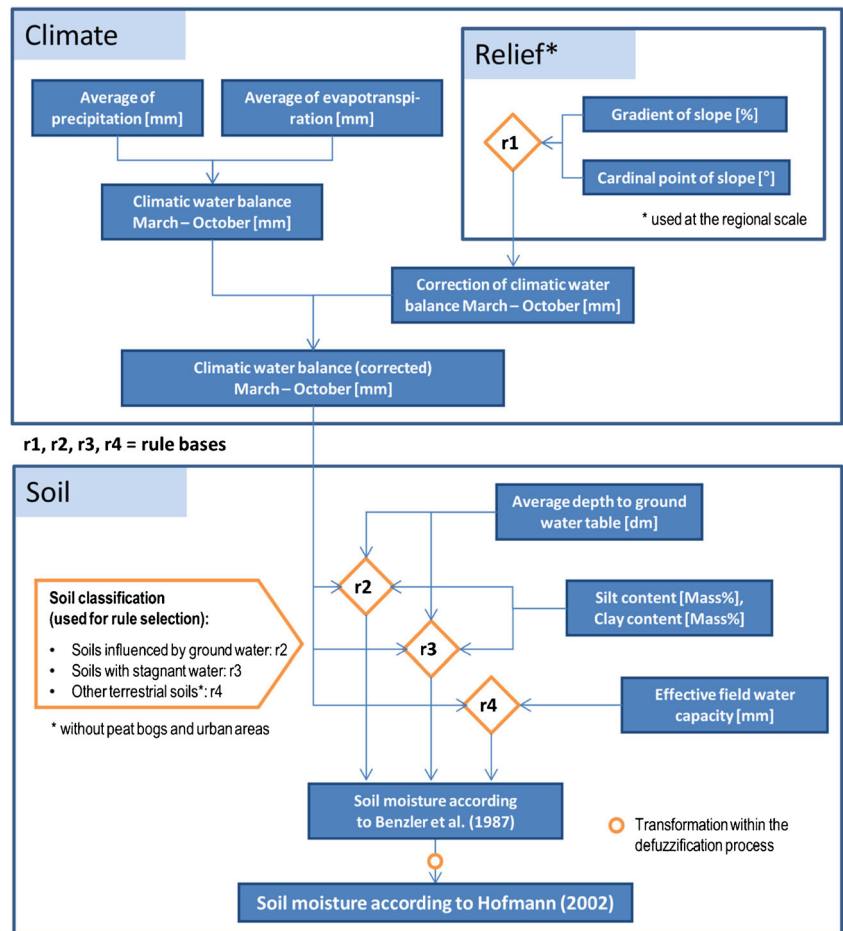 Climate
Relief*
Average of
precipitation [mm]
Average of evapotranspi-
ration [mm]
Gradient of slope [%]
r1
Cardinal point of slope [°]
Climatic water balance
March – October [mm]
* used at the regional scale
Correction of climatic water
balance March – October [mm]
Climatic water balance (corrected)
March – October [mm]
r1, r2, r3, r4 = rule bases
Soil
Average depth to ground
water table [dm]
r2
Soil classification
(used for rule selection):
• Soils influenced by ground water: r2
• Soils with stagnant water: r3
• Other terrestrial soils*: r4
* without peat bogs and urban areas
Silt content [Mass%],
Clay content [Mass%]
r3
r4
Effective field water
capacity [mm]
Soil moisture according
to Benzler et al. (1987)
Transformation within the
defuzzification process
Soil moisture according to Hofmann (2002)